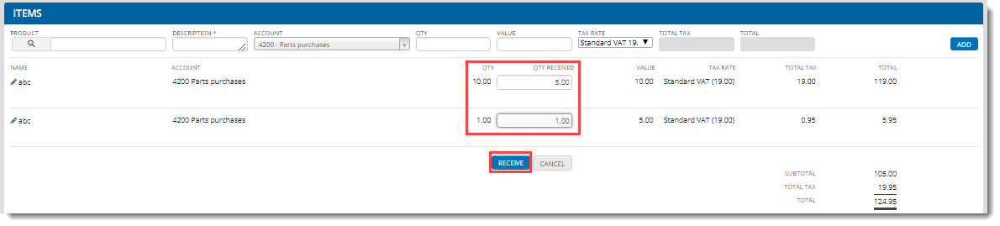 ITEMS
PRODUCT DESCRIPTION * ACCOUNT QTY VALUE TAX RATE TOTAL TAX TOTAL
4200 - Parts purchases Standard VAT 19. ADD
NAME ACCOUNT QTY QTY RECEIVED VALUE TAX RATE TOTAL TAX TOTAL
abc 4200 Parts purchases 10.00 5.00 10.00 Standard VAT (19.00) 19.00 119.00
abc 4200 Parts purchases 1.00 1.00 5.00 Standard VAT (19.00) 0.95 5.95
RECEIVE CANCEL
SUBTOTAL 105.00
TOTAL TAX 19.95
TOTAL 124.95